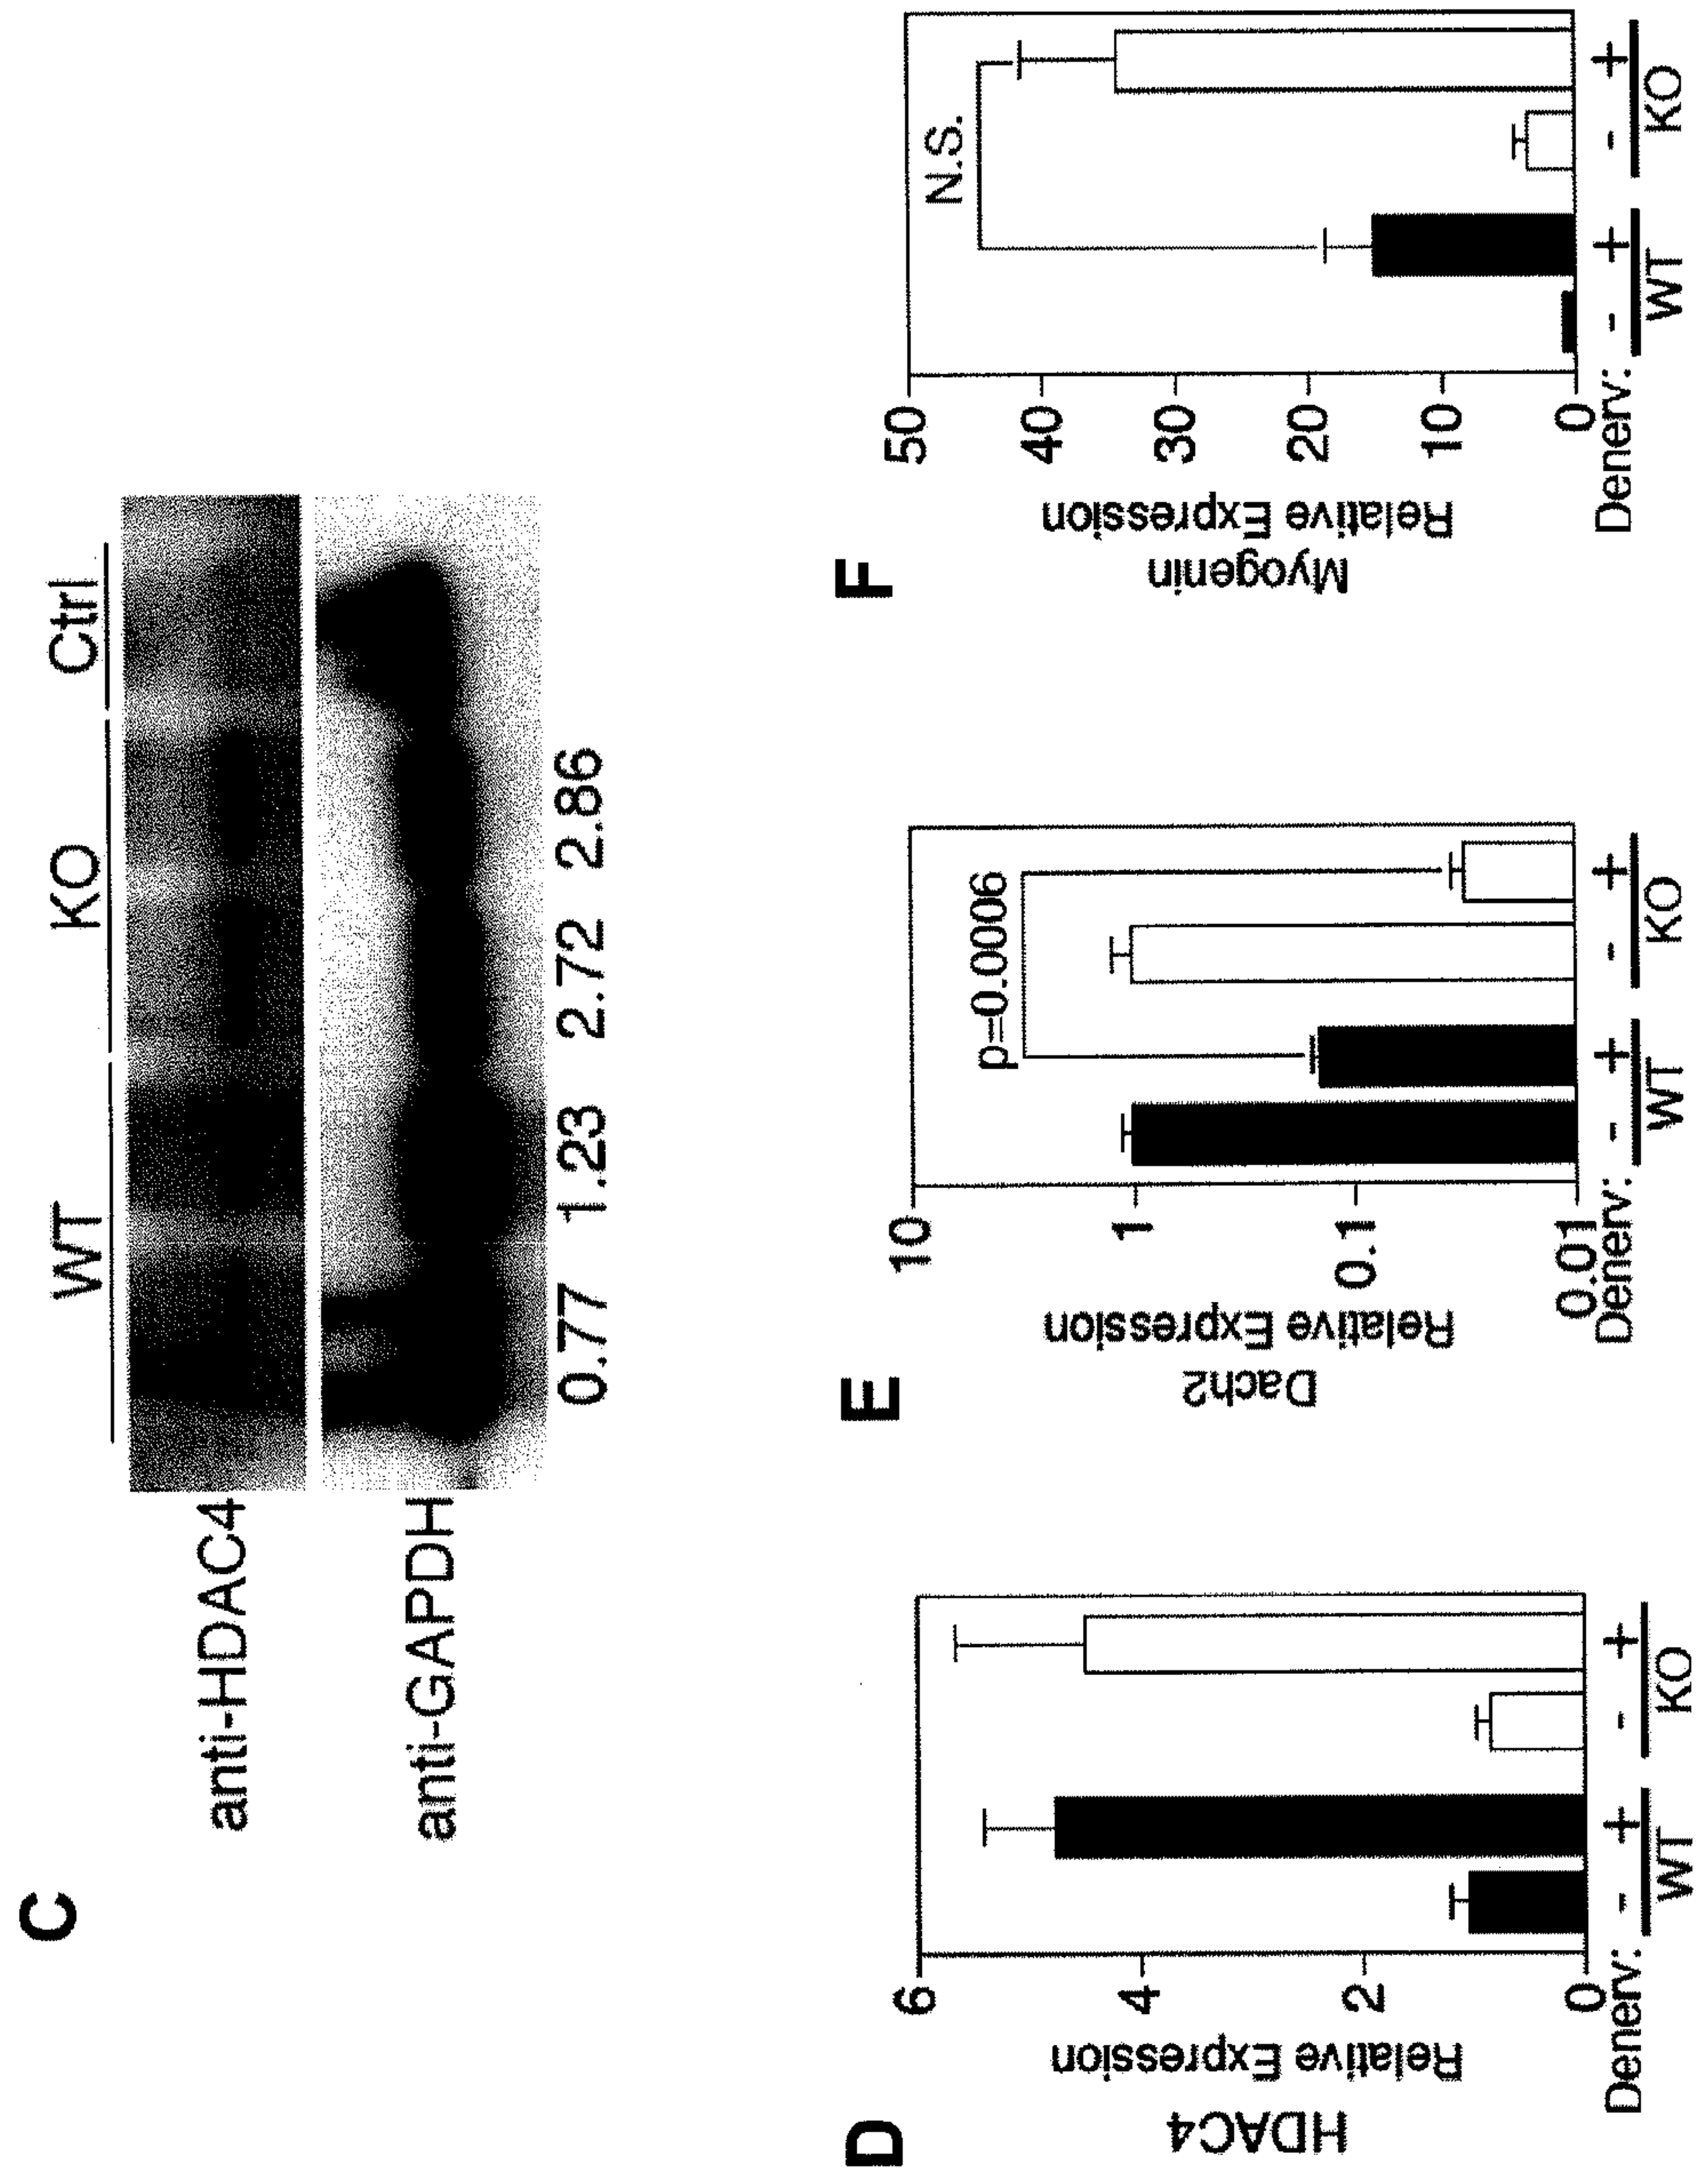 C
WT KO Ctrl
anti-HDAC4
anti-GAPDH
0.77 1.23 2.72 2.86
D
HDAC4
Relative Expression
6
4
2
0
Denerv: - + - +
WT KO
E
Dach2
Relative Expression
10
1
0.1
0.01
p=0.0006
Denerv: - + - +
WT KO
F
Myogenin
Relative Expression
50
40
30
20
10
0
N.S.
Denerv: - + - +
WT KO